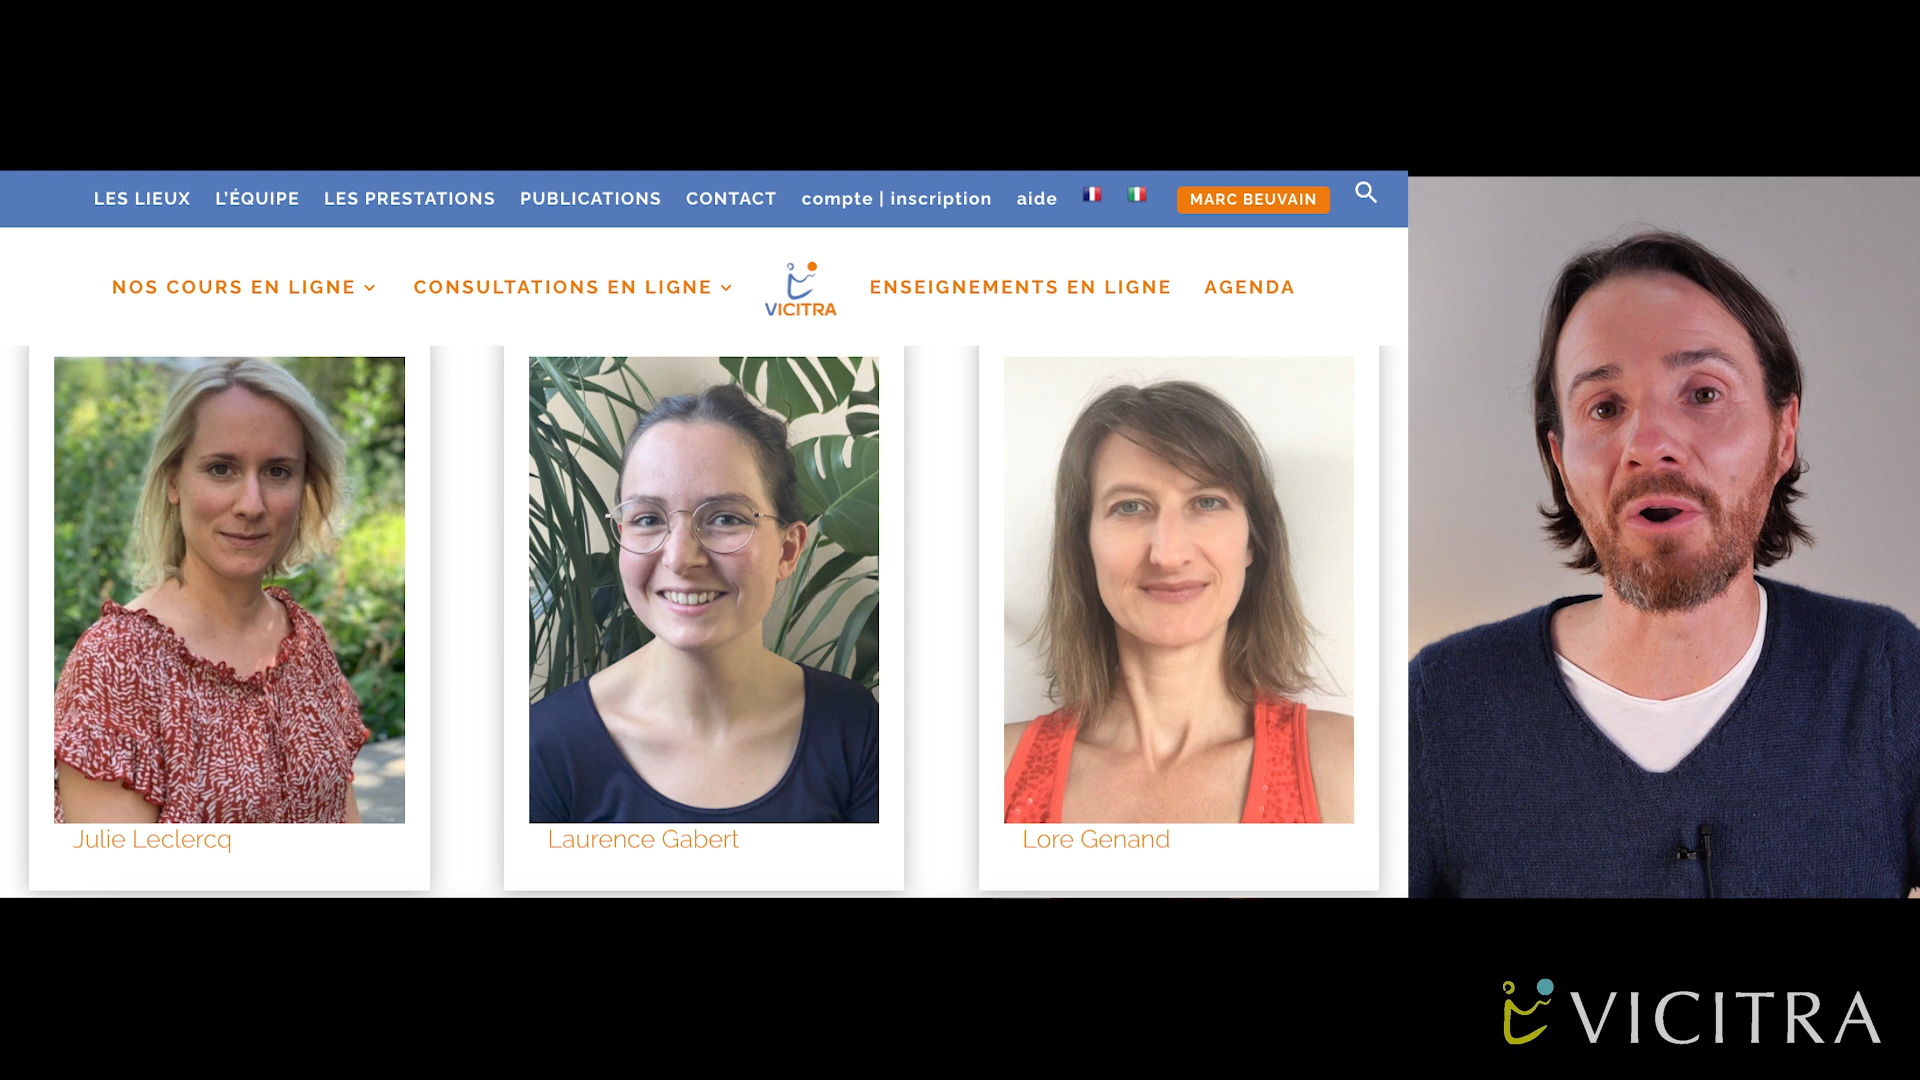 LES LIEUX L'ÉQUIPE LES PRESTATIONS PUBLICATIONS CONTACT compte | inscription aide MARC BEUVAIN
NOS COURS EN LIGNE CONSULTATIONS EN LIGNE VICITRA ENSEIGNEMENTS EN LIGNE AGENDA
Julie Leclercq
Laurence Gabert
Lore Genand
VICITRA